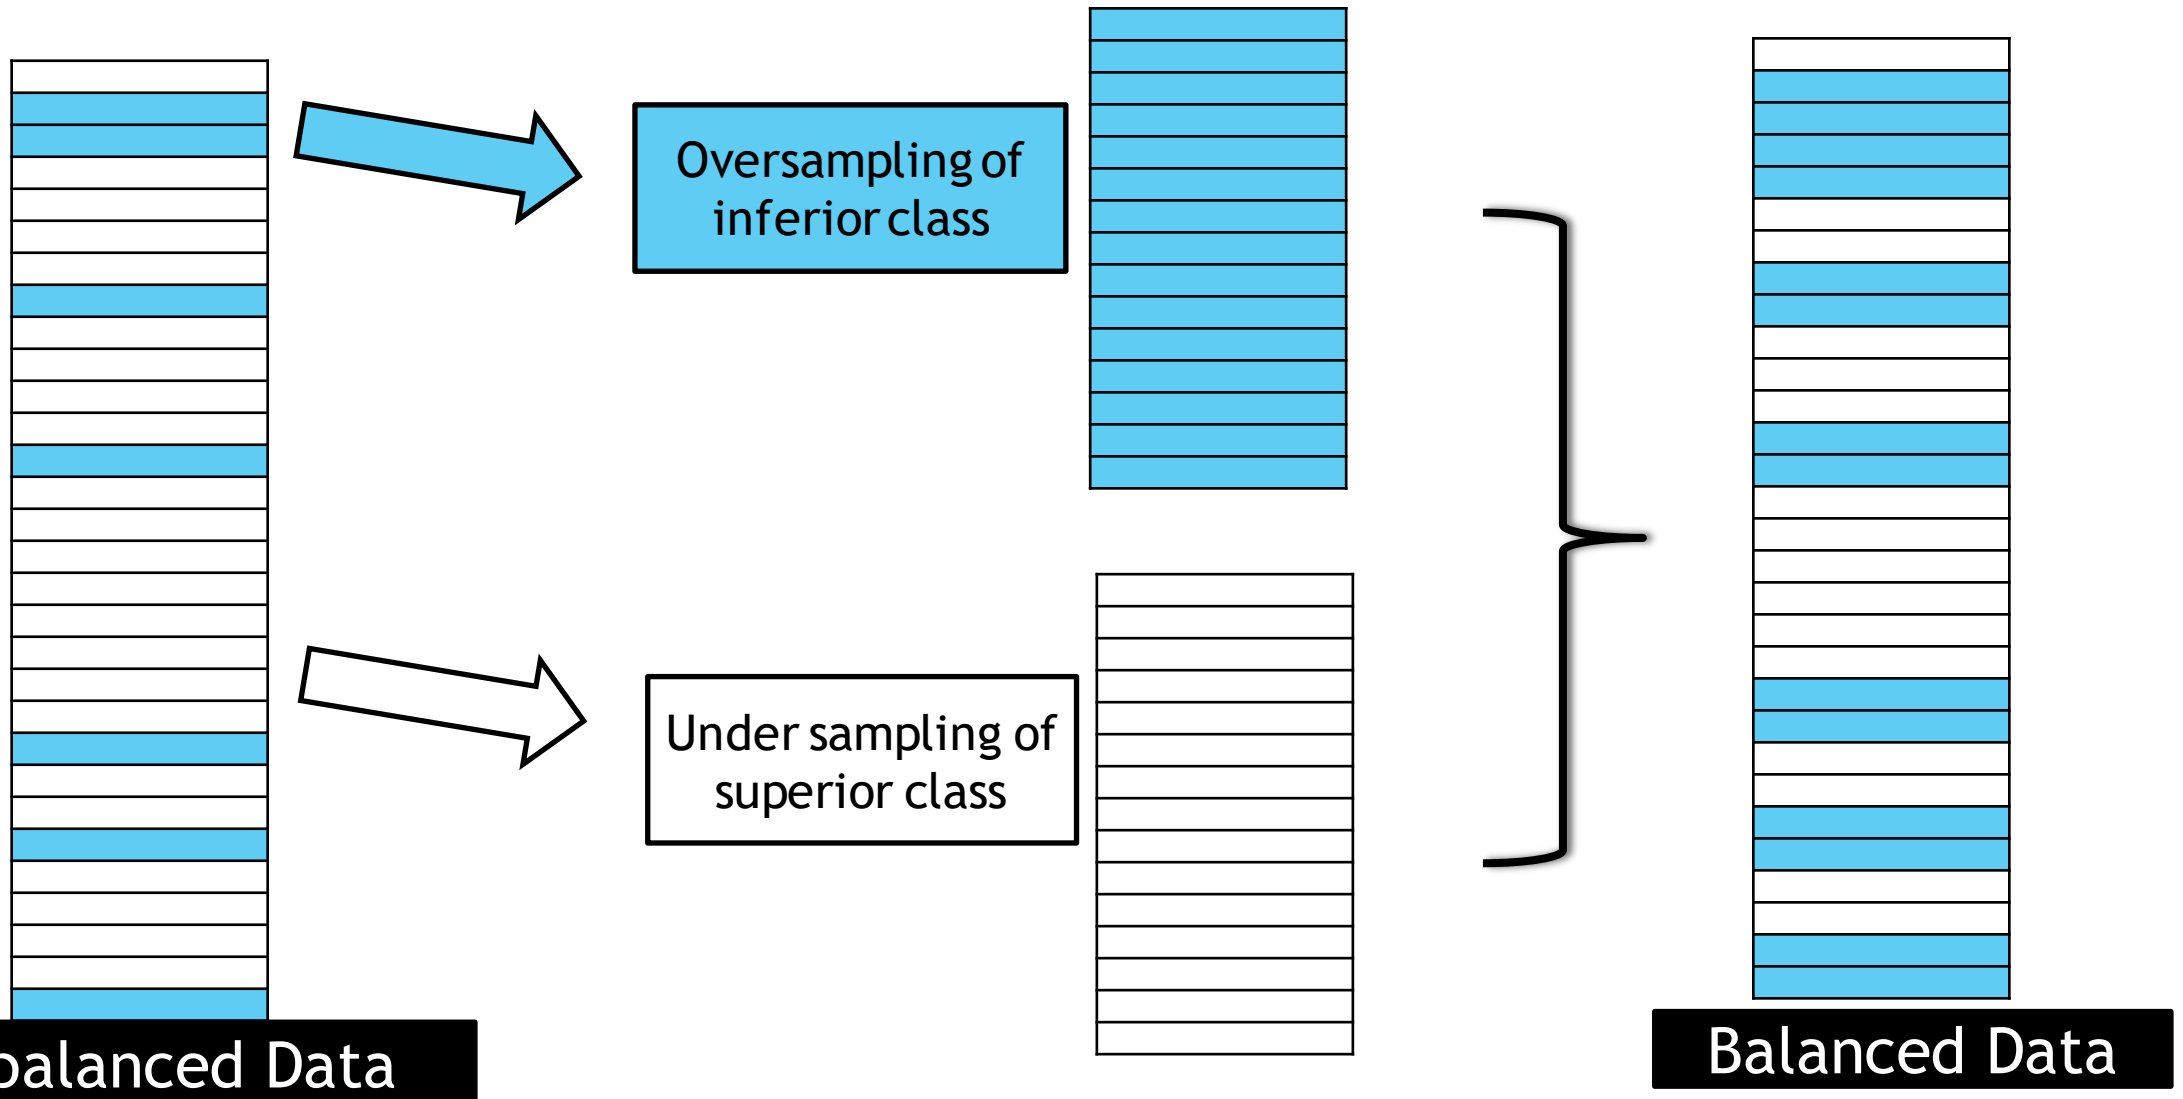 Oversampling of
inferior class
Under sampling of
superior class
balanced Data
Balanced Data